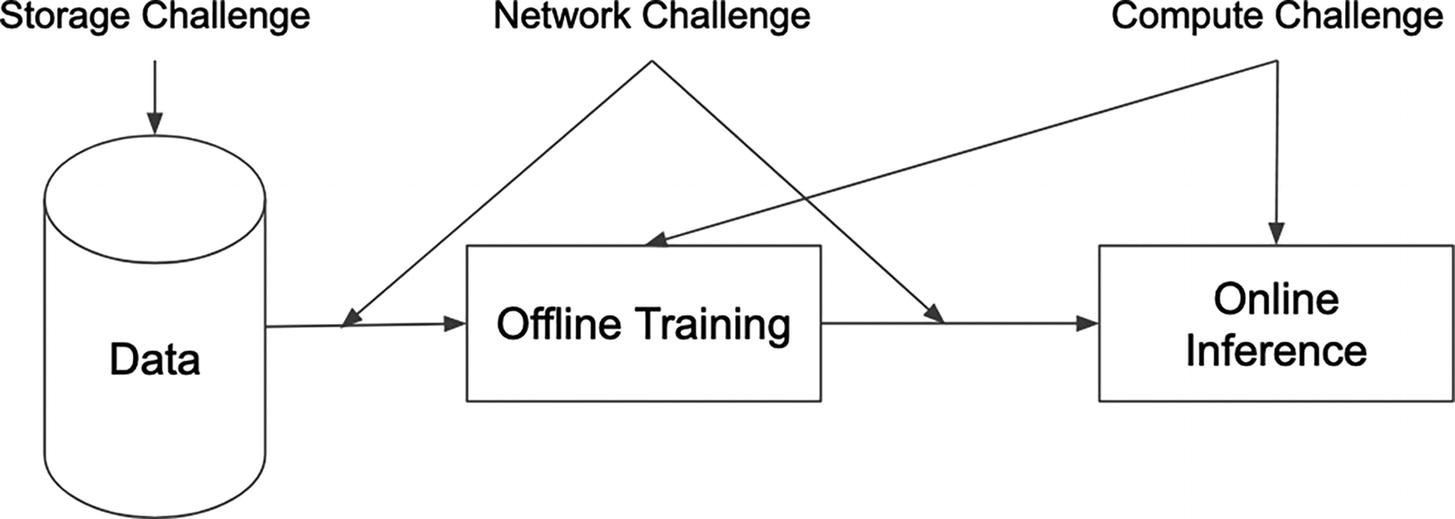 Storage Challenge
Network Challenge
Compute Challenge
Data
Offline Training
Online
Inference